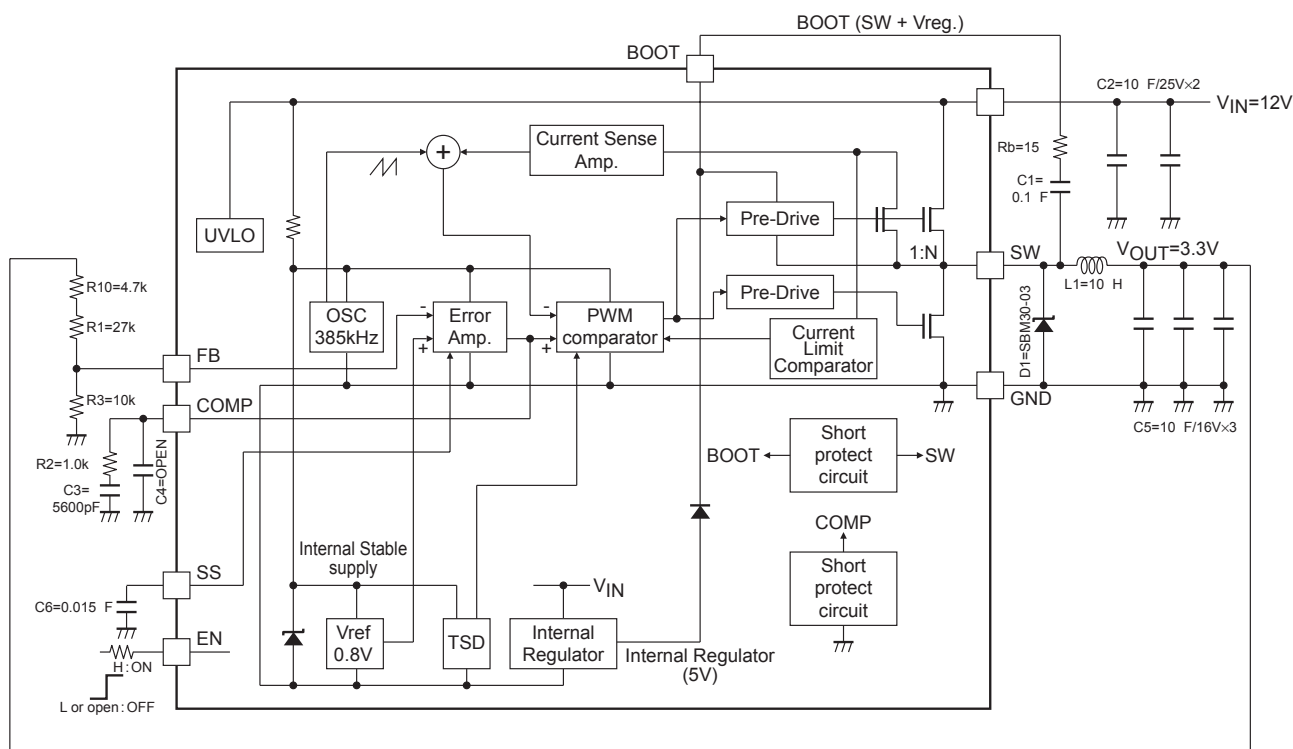 BOOT (SW + Vreg.)
BOOT
C2=10 F/25V×2
VIN=12V
Current Sense
Amp.
+
Rb=15
C1=
0.1 F
UVLO
Pre-Drive
1:N
SW
VOUT=3.3V
L1=10 H
R10=4.7k
R1=27k
OSC
385kHz
-
+
Error
Amp.
-
+
PWM
comparator
Pre-Drive
Current
Limit
Comparator
D1=SBM30-03
FB
R3=10k
COMP
GND
C5=10 F/16V×3
R2=1.0k
C3=
5600pF
C4=OPEN
BOOT
Short
protect
circuit
SW
COMP
Internal Stable
supply
SS
VIN
Short
protect
circuit
C6=0.015 F
EN
H:ON
L or open:OFF
Vref
0.8V
TSD
Internal
Regulator
Internal Regulator
(5V)